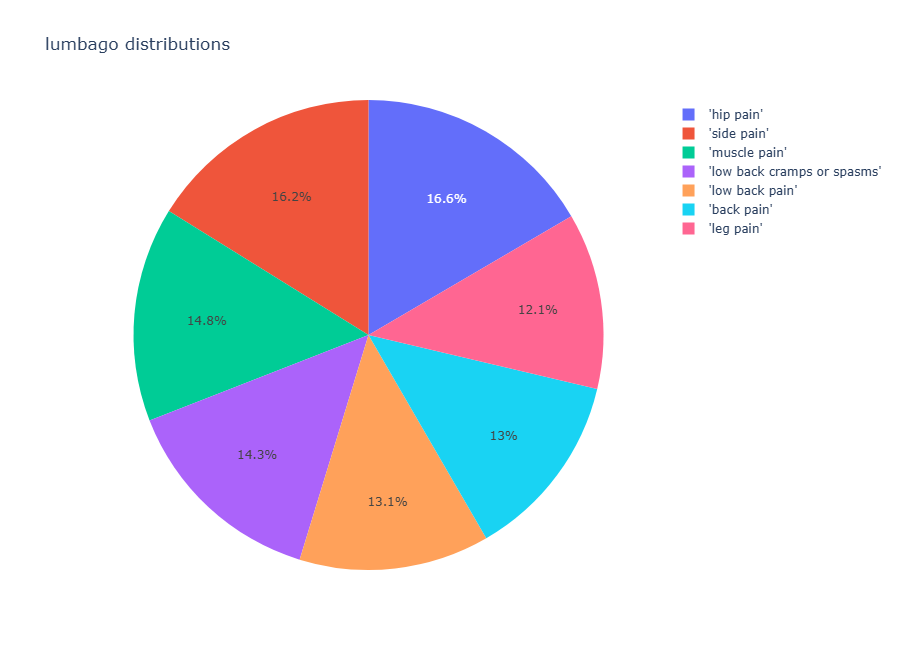 lumbago distributions
'hip pain'
'side pain'
'muscle pain'
'low back cramps or spasms'
'low back pain'
'back pain'
'leg pain'
16.2%
16.6%
14.8%
12.1%
14.3%
13%
13.1%